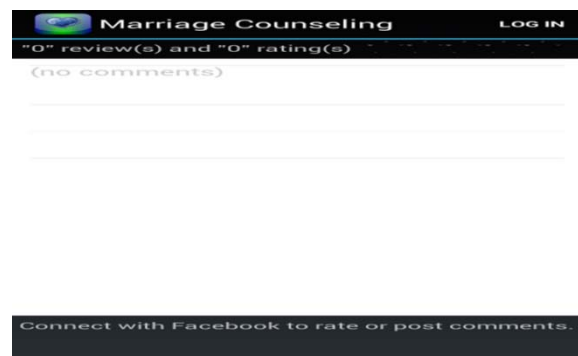 Marriage Counseling
LOG IN
"0" review(s) and "0" rating(s)
(no comments)
Connect with Facebook to rate or post comments.